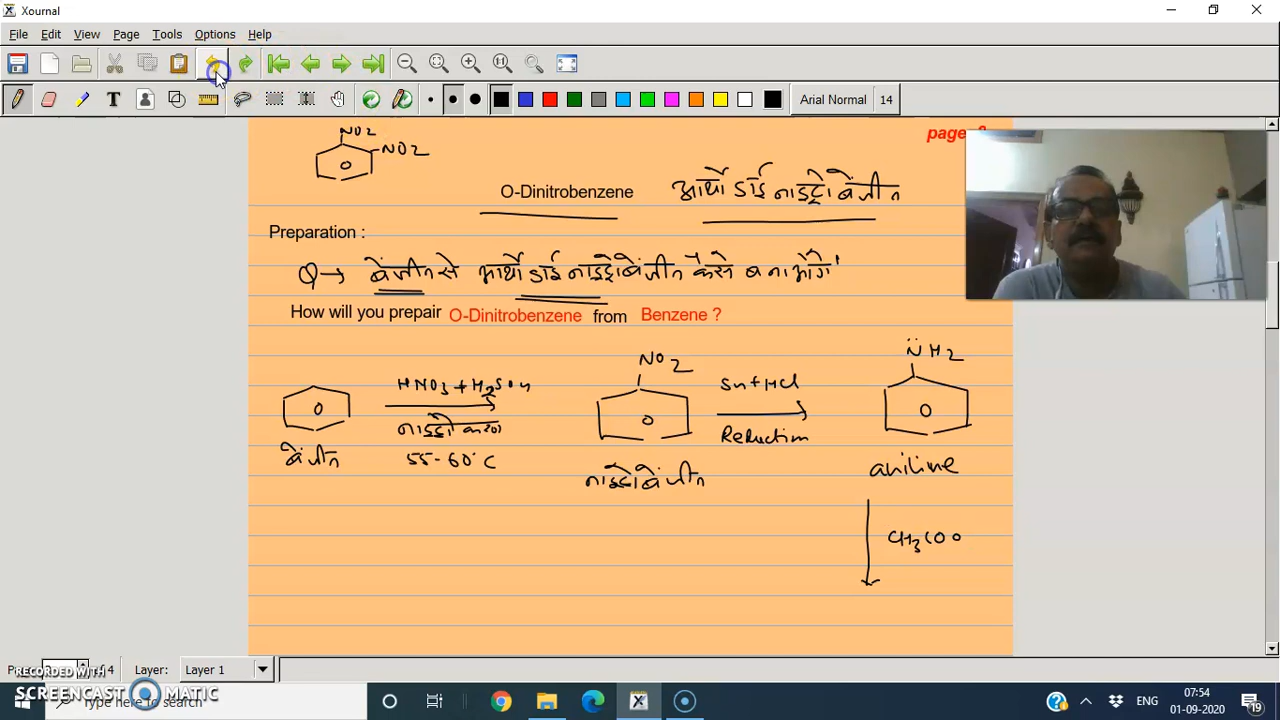 Xournal
File Edit View Page Tools Options Help
Arial Normal 14
NO2
NO2
page
O-Dinitrobenzene आर्थो डाई नाइट्रो बेंजीन
Preparation :
Q→ बेंजीन से आर्थो डाई नाइट्रोबेंजीन कैसे बनाओगे
How will you prepair O-Dinitrobenzene from Benzene ?
NO2
N̈H2
HNO3 + H2SO4
Sn+HCl
55-60°C
Reduction
बेंजीन
नाइट्रोबेंजीन
aniline
CH3COO
14 Layer: Layer 1
RECORDED WITH
SCREENCAST MATIC
Type here to search
ENG
07:54
01-09-2020
19